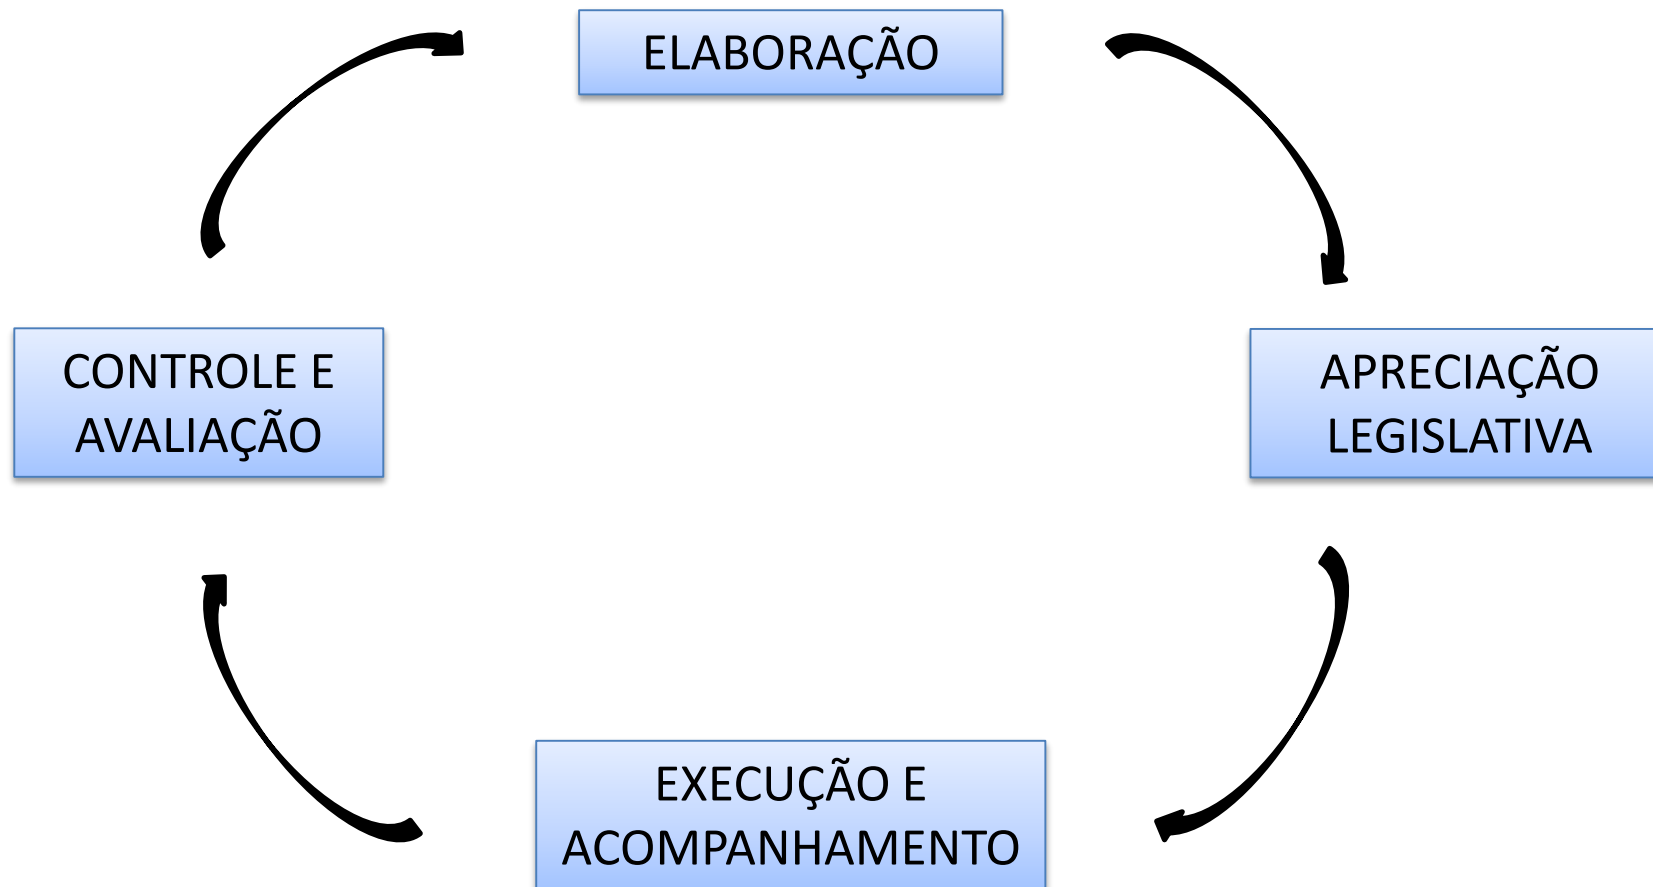 ELABORAÇÃO
CONTROLE E
AVALIAÇÃO
APRECIAÇÃO
LEGISLATIVA
EXECUÇÃO E
ACOMPANHAMENTO